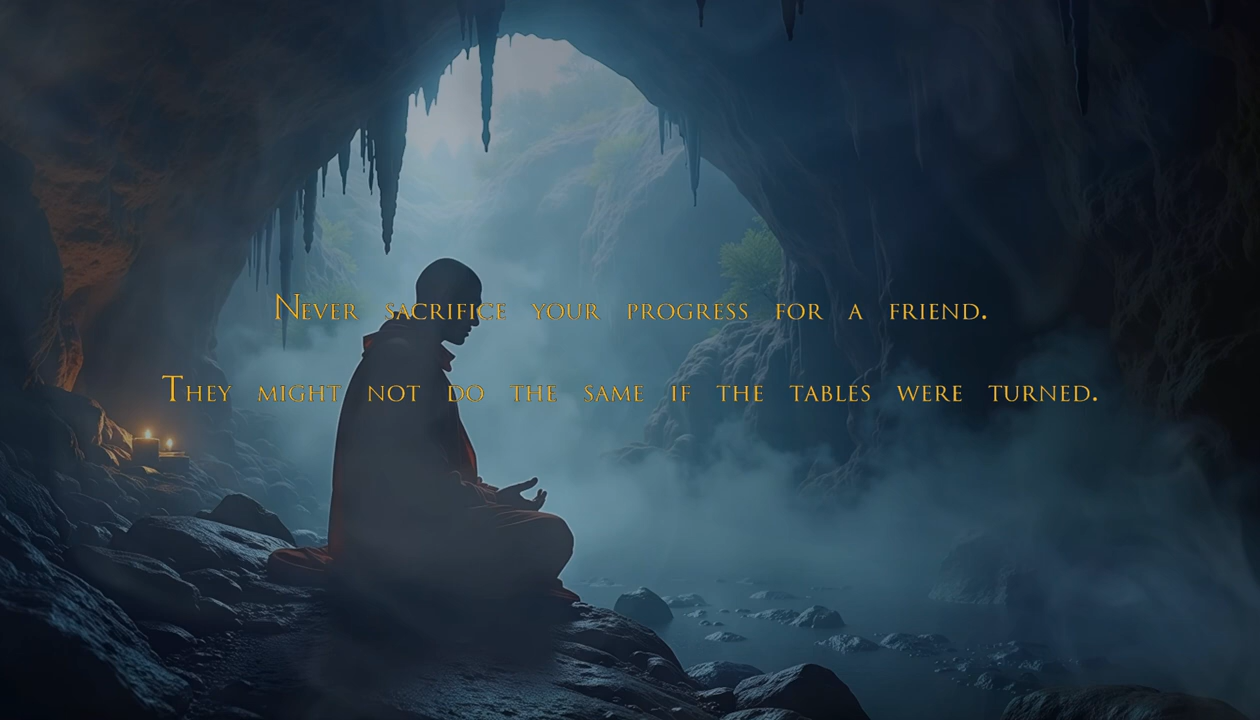 Never sacrifice your progress for a friend.
They might not do the same if the tables were turned.